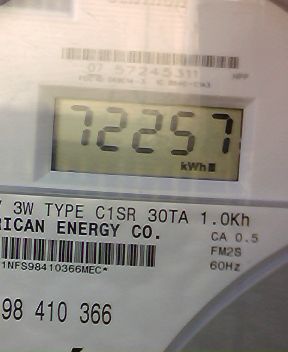 07 57245311
72257
kWh
3W TYPE C1SR 30TA 1.0Kh
RICAN ENERGY CO.
CA 0.5
FM2S
60Hz
1NFS98410366MEC*
98 410 366